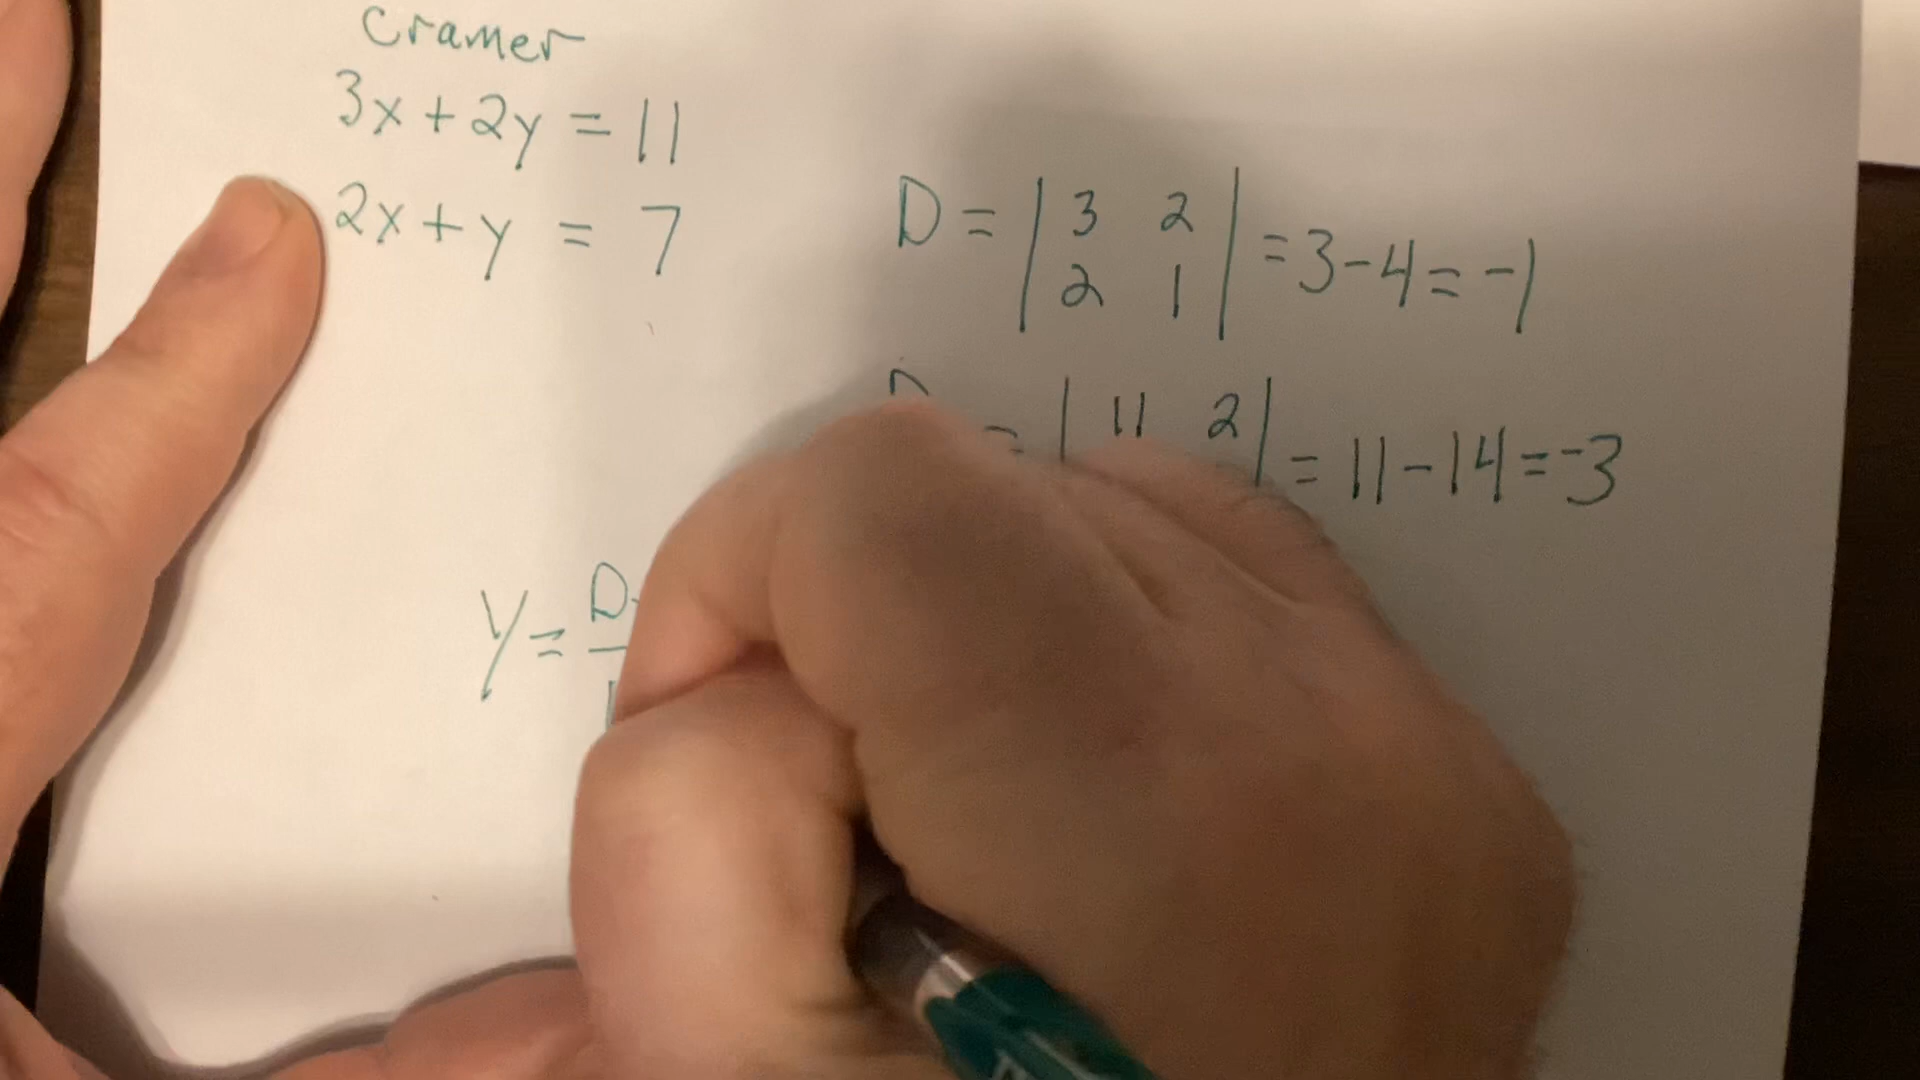 Cramer
3x + 2y = 11
2x + y = 7
D = | 3 2 | = 3 - 4 = -1
| 2 1 |
= | 11 2 | = 11 - 14 = -3
y = D